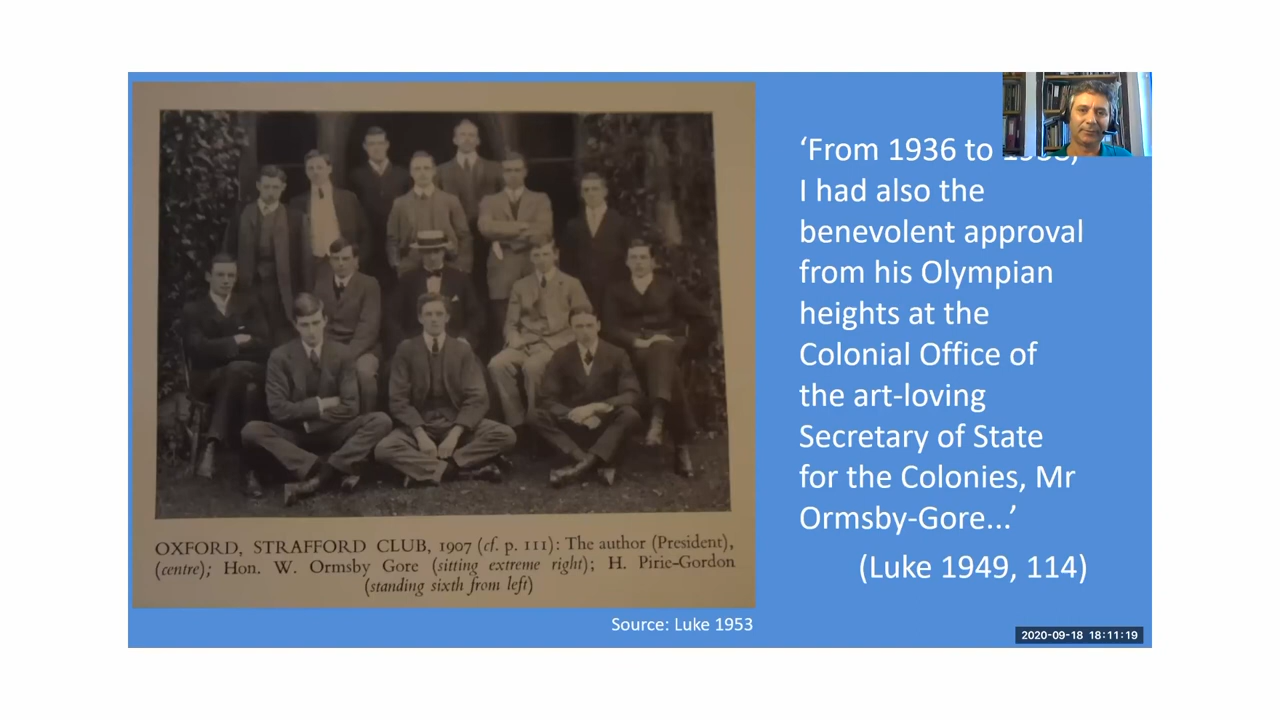 OXFORD, STRAFFORD CLUB, 1907 (cf. p. 111): The author (President),
(centre); Hon. W. Ormsby Gore (sitting extreme right); H. Pirie-Gordon
(standing sixth from left)
Source: Luke 1953
‘From 1936 to
I had also the
benevolent approval
from his Olympian
heights at the
Colonial Office of
the art-loving
Secretary of State
for the Colonies, Mr
Ormsby-Gore...’
(Luke 1949, 114)
2020-09-18 18:11:19